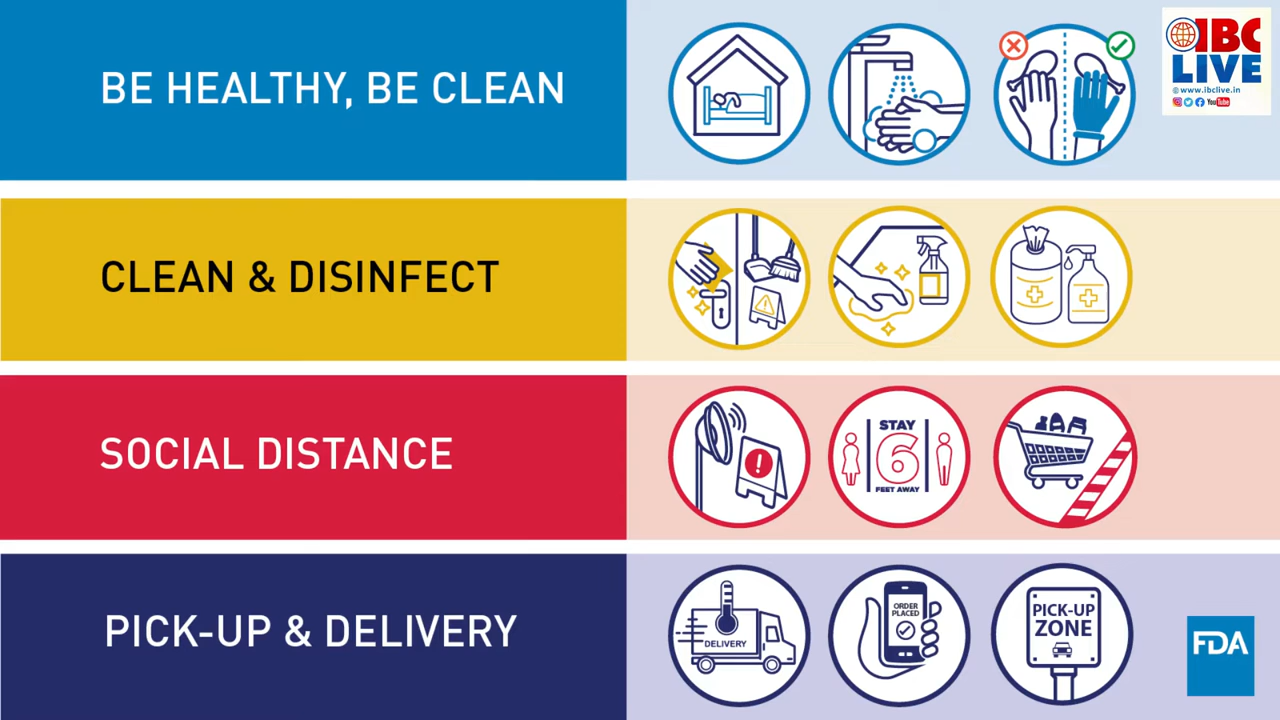 BE HEALTHY, BE CLEAN
IBC
LIVE
www.ibclive.in
YouTube
CLEAN & DISINFECT
SOCIAL DISTANCE
STAY
6
FEET AWAY
PICK-UP & DELIVERY
DELIVERY
ORDER
PLACED
PICK-UP
ZONE
FDA